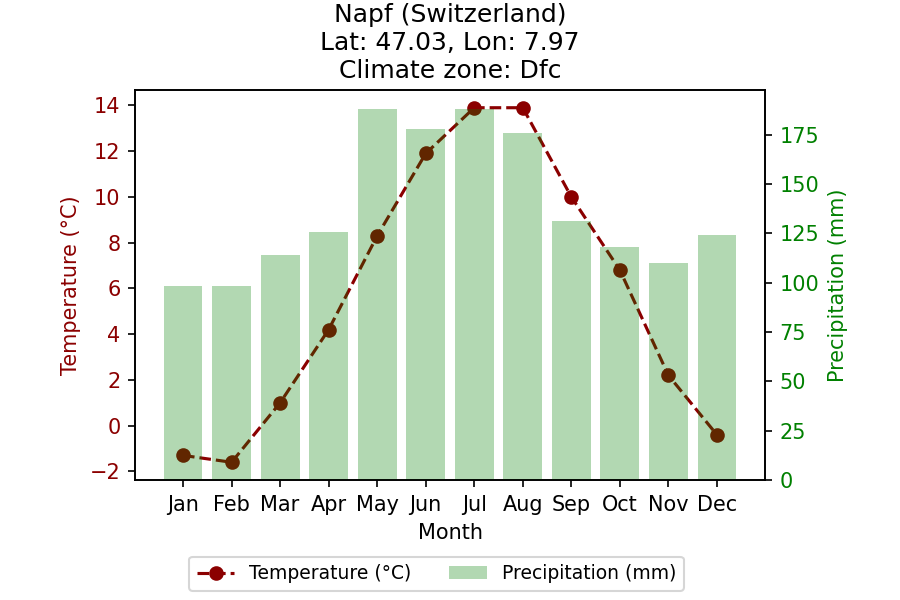 Napf (Switzerland)
Lat: 47.03, Lon: 7.97
Climate zone: Dfc
14
12
10
8
6
4
2
0
−2
Temperature (°C)
175
150
125
100
75
50
25
0
Precipitation (mm)
Jan Feb Mar Apr May Jun Jul Aug Sep Oct Nov Dec
Month
Temperature (°C) Precipitation (mm)